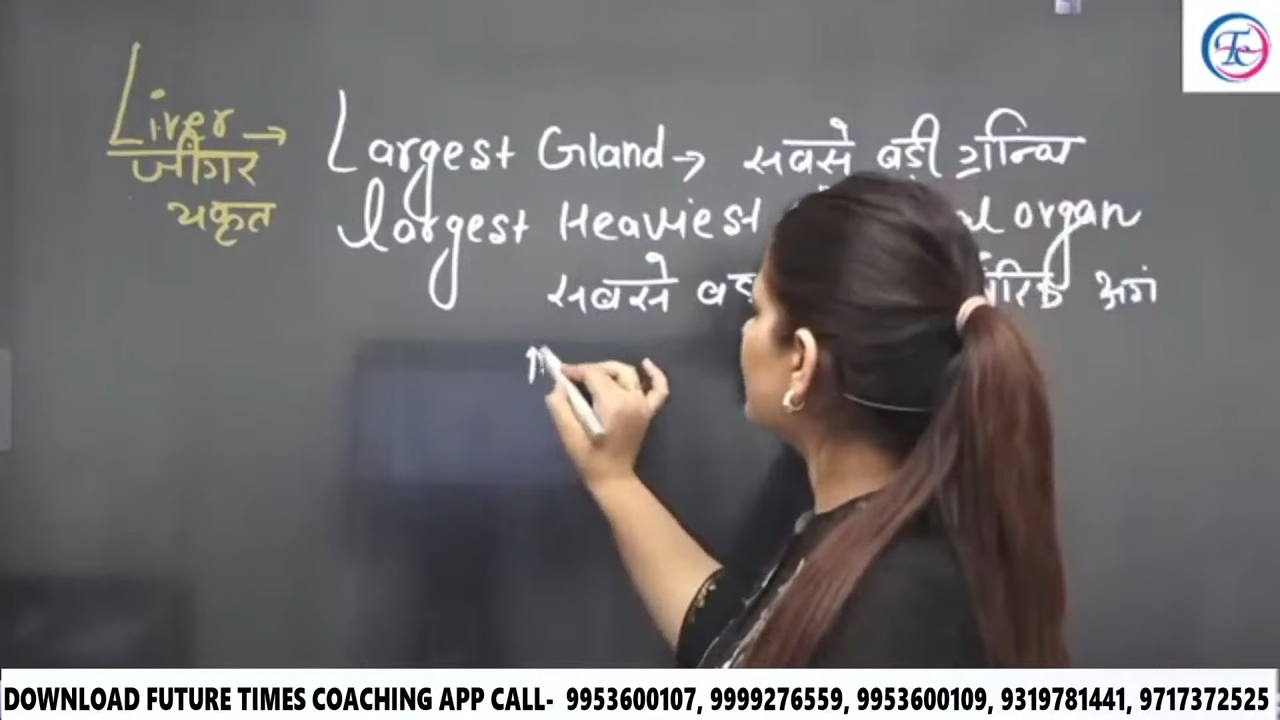 Liver → Largest Gland → सबसे बड़ी ग्रन्थि
जीगर
यकृत
largest Heaviest organ
सबसे अंग
DOWNLOAD FUTURE TIMES COACHING APP CALL- 9953600107, 9999276559, 9953600109, 9319781441, 9717372525